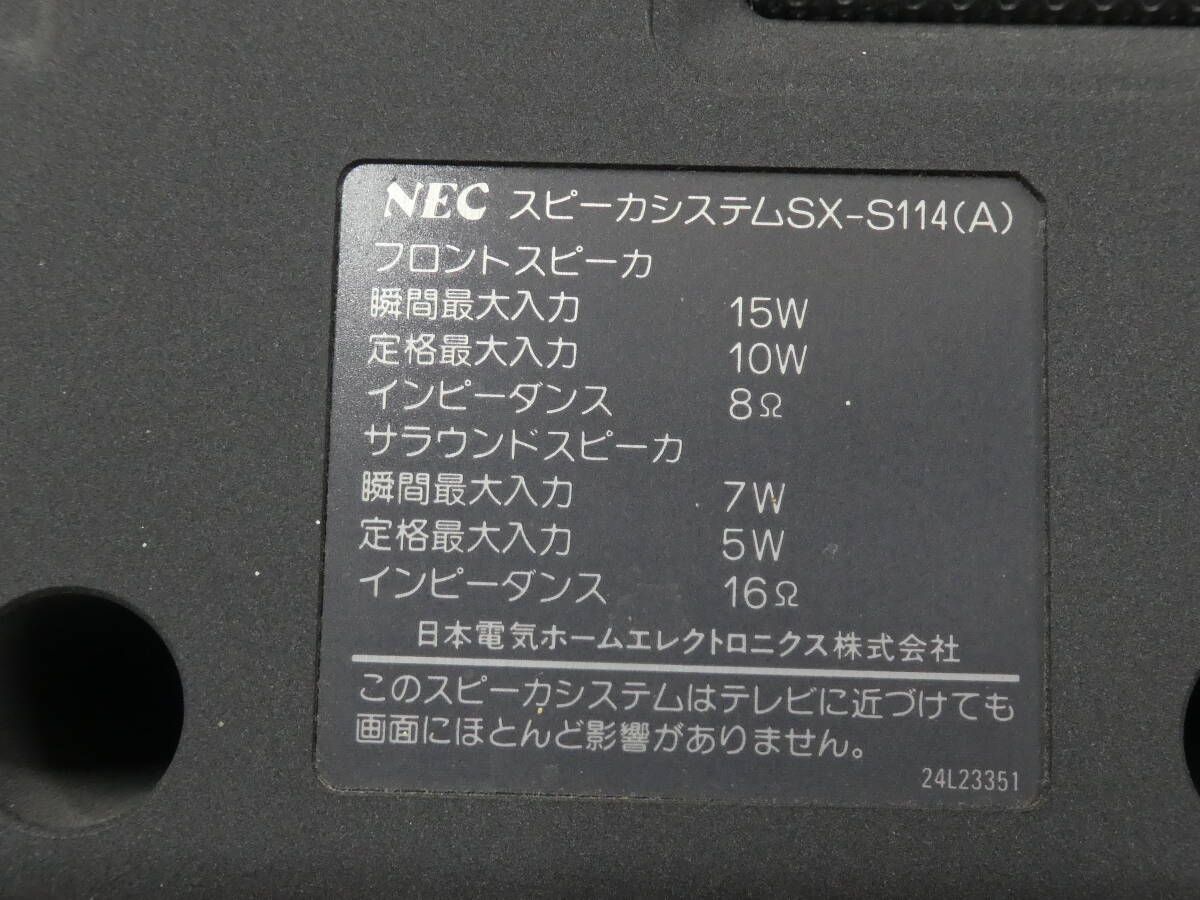 NEC スピーカシステムSX-S114(A)
フロントスピーカ
瞬間最大入力 15W
定格最大入力 10W
インピーダンス 8Ω
サラウンドスピーカ
瞬間最大入力 7W
定格最大入力 5W
インピーダンス 16Ω
日本電気ホームエレクトロニクス株式会社
このスピーカシステムはテレビに近づけても
画面にほとんど影響がありません。
24L23351